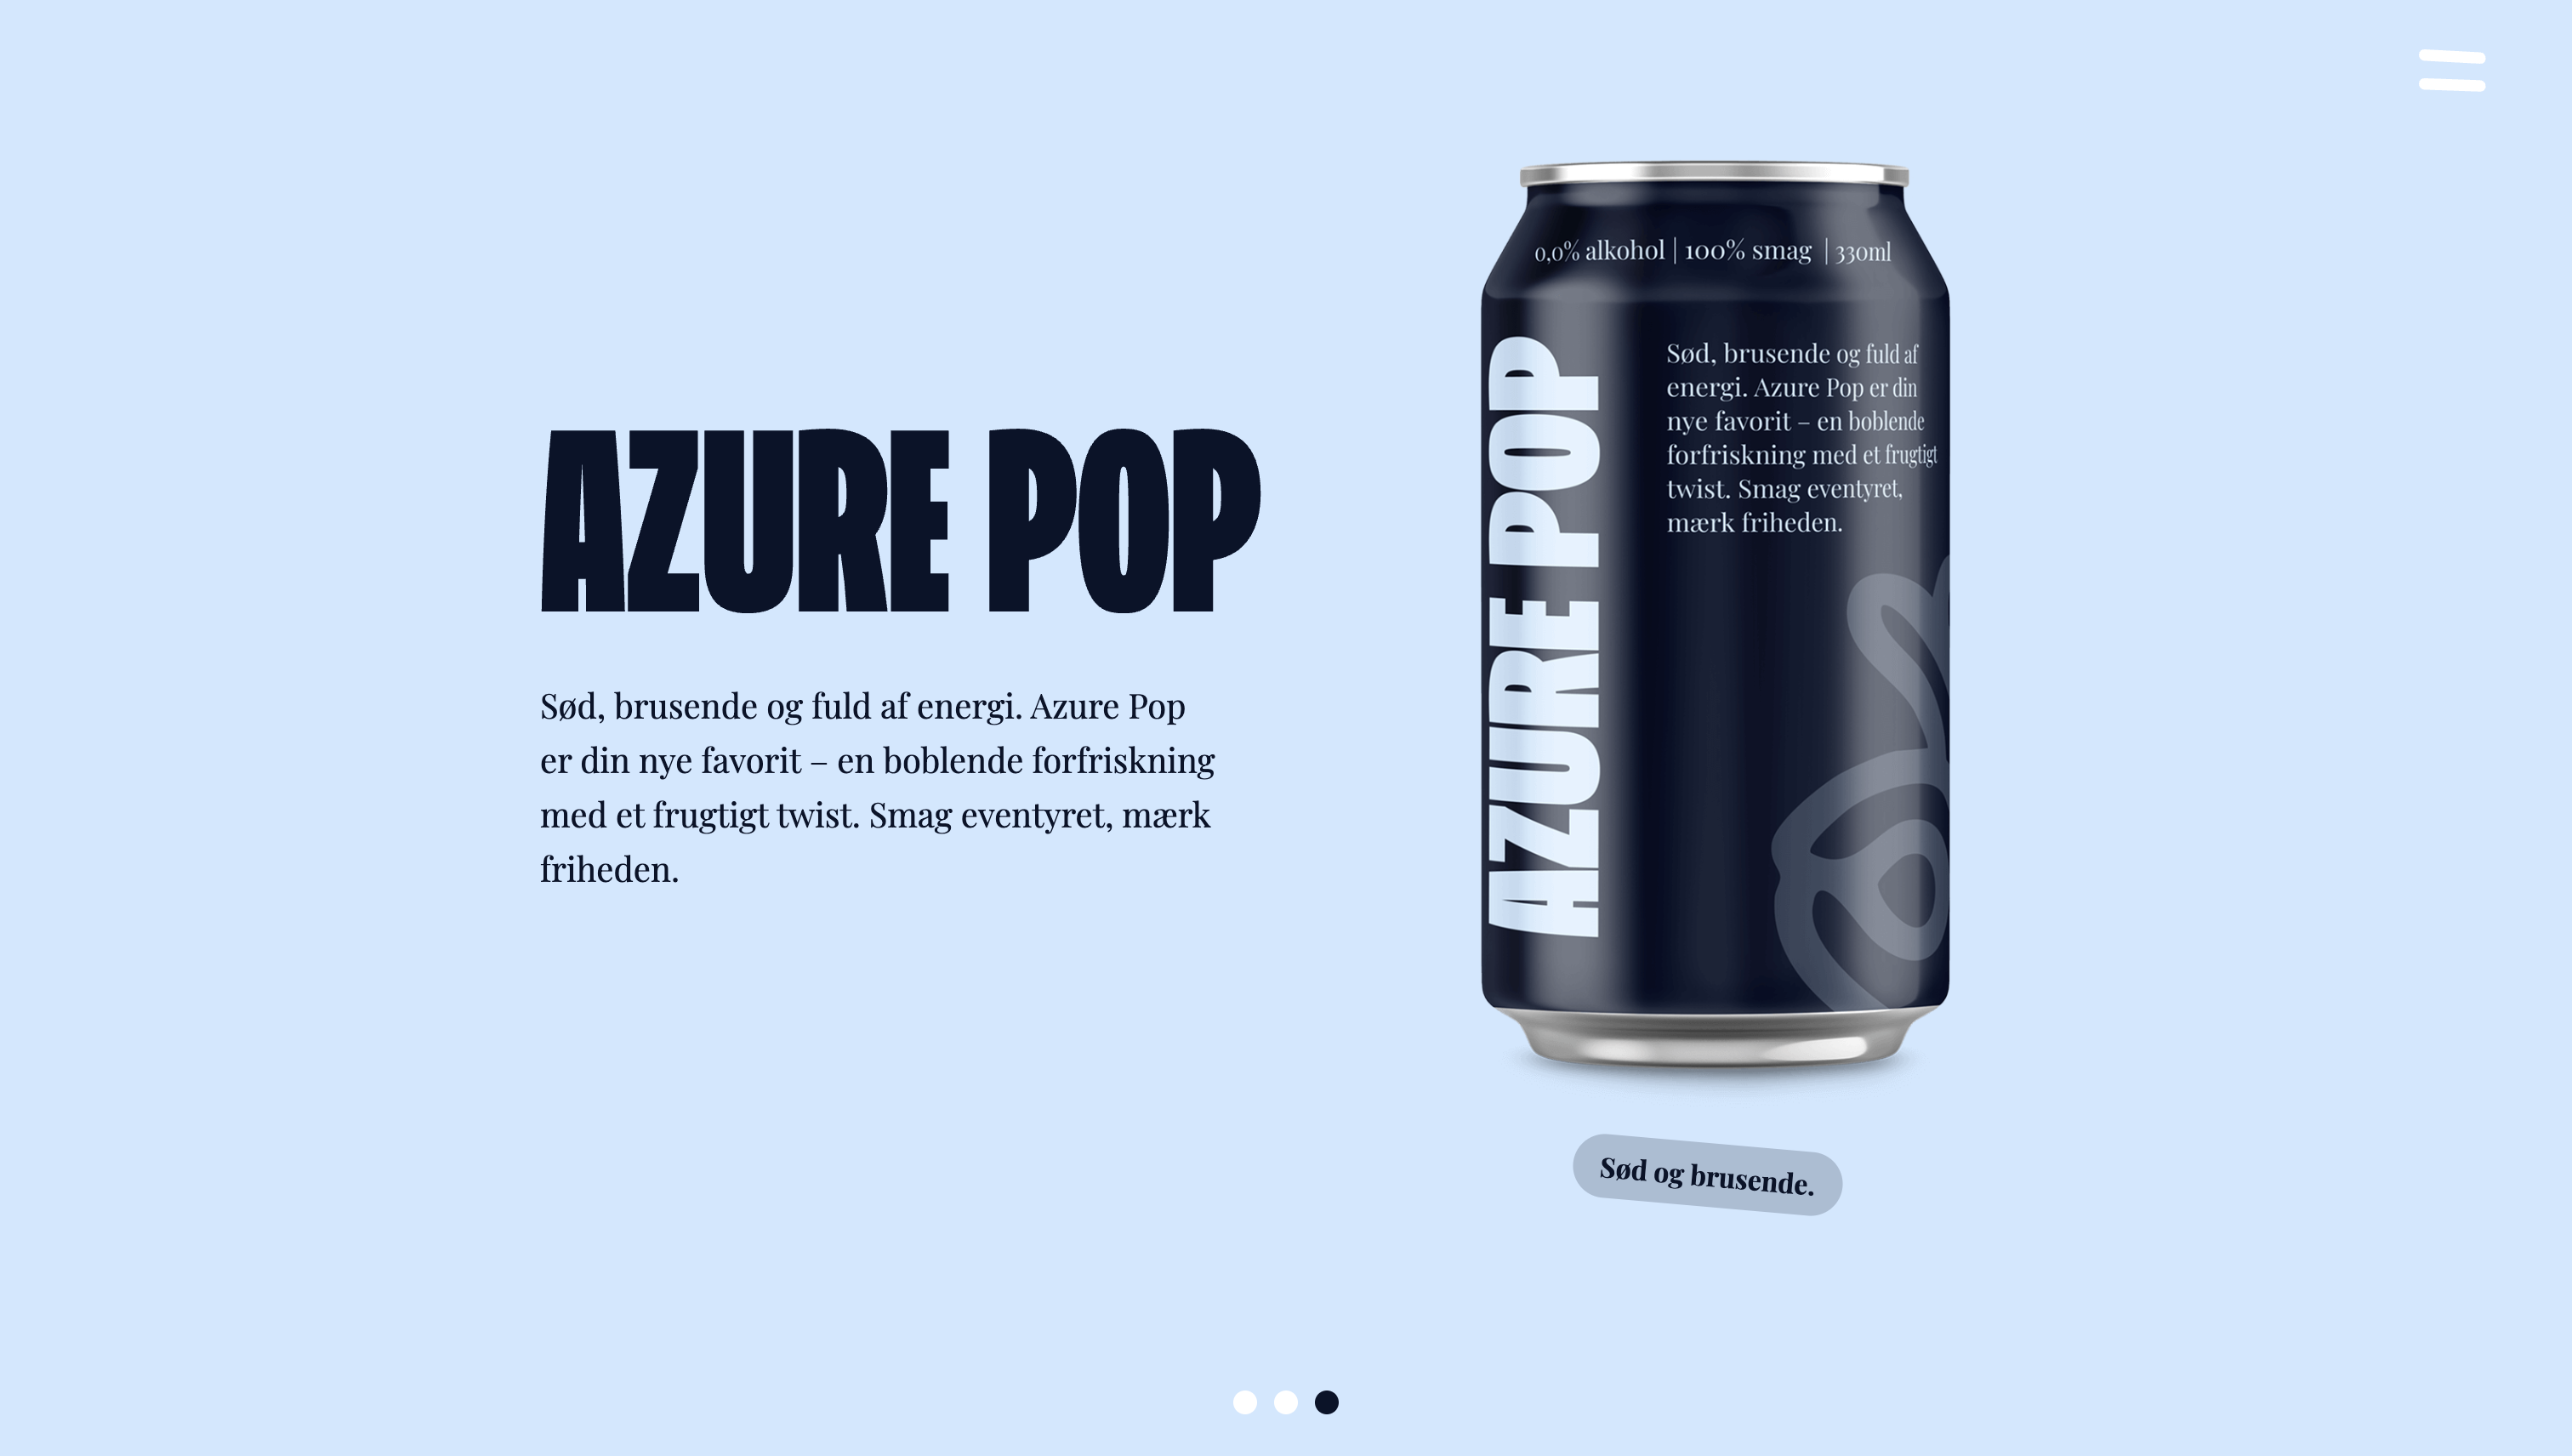 AZURE POP
Sød, brusende og fuld af energi. Azure Pop
er din nye favorit – en boblende forfriskning
med et frugtigt twist. Smag eventyret, mærk
friheden.
0,0% alkohol | 100% smag | 330ml
AZURE POP
Sød, brusende og fuld af
energi. Azure Pop er din
nye favorit – en boblende
forfriskning med et frugtigt
twist. Smag eventyret,
mærk friheden.
Sød og brusende.